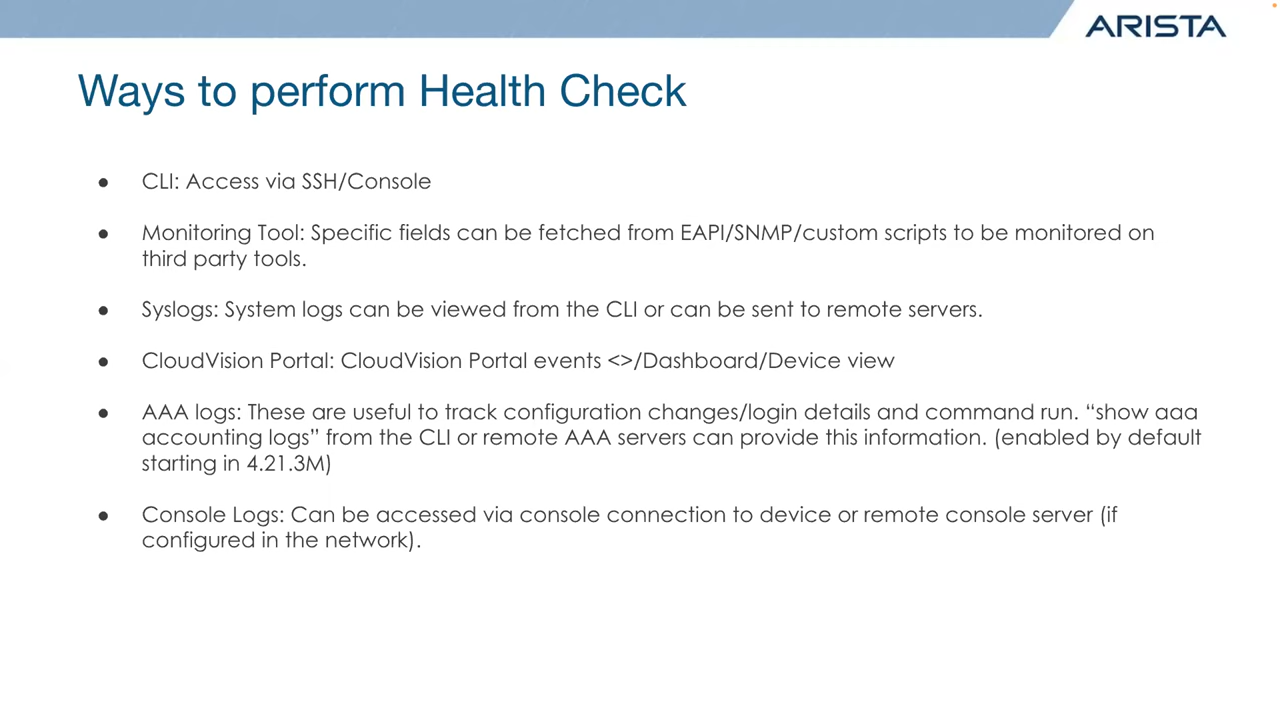 ARISTA
Ways to perform Health Check
● CLI: Access via SSH/Console
● Monitoring Tool: Specific fields can be fetched from EAPI/SNMP/custom scripts to be monitored on
third party tools.
● Syslogs: System logs can be viewed from the CLI or can be sent to remote servers.
● CloudVision Portal: CloudVision Portal events <>/Dashboard/Device view
● AAA logs: These are useful to track configuration changes/login details and command run. “show aaa
accounting logs” from the CLI or remote AAA servers can provide this information. (enabled by default
starting in 4.21.3M)
● Console Logs: Can be accessed via console connection to device or remote console server (if
configured in the network).